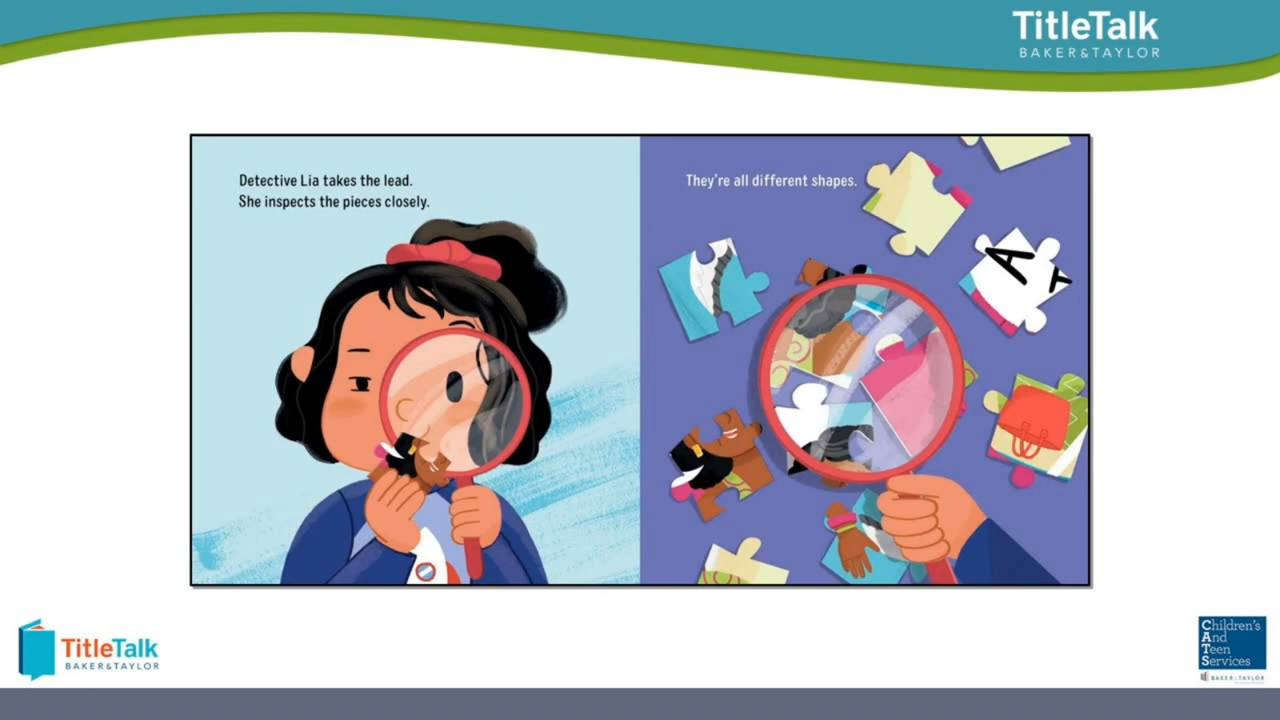 TitleTalk
BAKER & TAYLOR
Detective Lia takes the lead.
She inspects the pieces closely.
They're all different shapes.
A
TitleTalk
BAKER & TAYLOR
Children's
And
Teen
Services
BAKER & TAYLOR